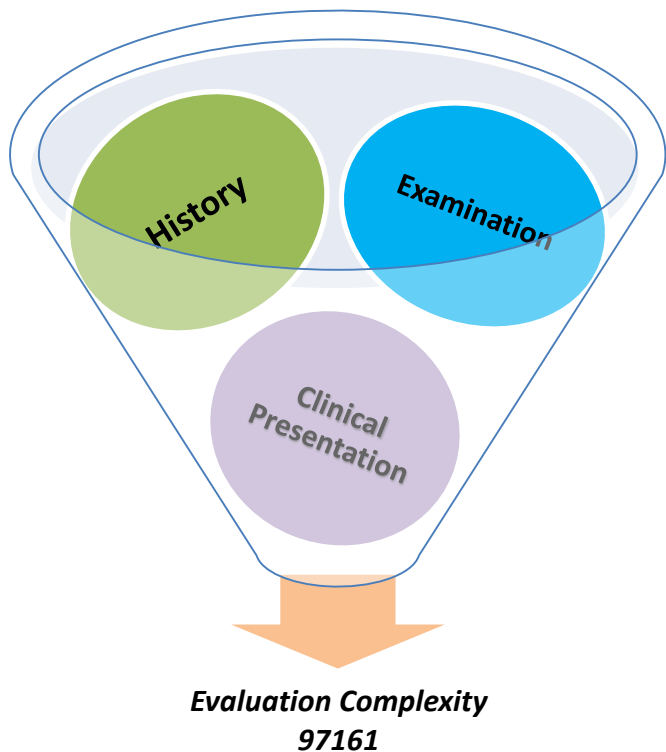 History
Examination
Clinical
Presentation
Evaluation Complexity
97161